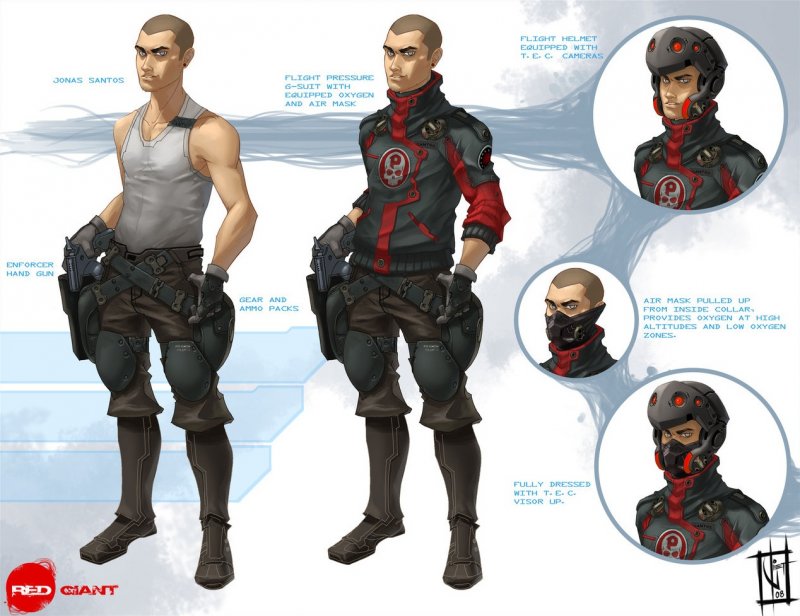 JONAS SANTOS
FLIGHT PRESSURE
G-SUIT WITH
EQUIPPED OXYGEN
AND AIR MASK
FLIGHT HELMET
EQUIPPED WITH
T.E.C. CAMERAS
ENFORCER
HAND GUN
GEAR AND
AMMO PACKS
AIR MASK PULLED UP
FROM INSIDE COLLAR,
PROVIDES OXYGEN AT HIGH
ALTITUDES AND LOW OXYGEN
ZONES.
FULLY DRESSED
WITH T.E.C.
VISOR UP.
P
P
P
SANTOS
RED GIANT
08